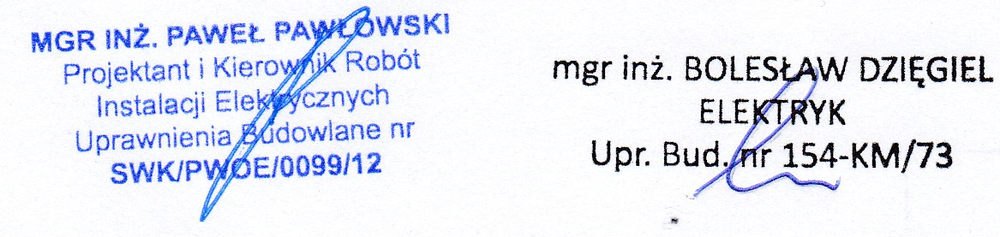 MGR INŻ. PAWEŁ PAWŁOWSKI
Projektant i Kierownik Robót
Instalacji Elektrycznych
Uprawnienia Budowlane nr
SWK/PWOE/0099/12
mgr inż. BOLESŁAW DZIĘGIEL
ELEKTRYK
Upr. Bud. nr 154-KM/73